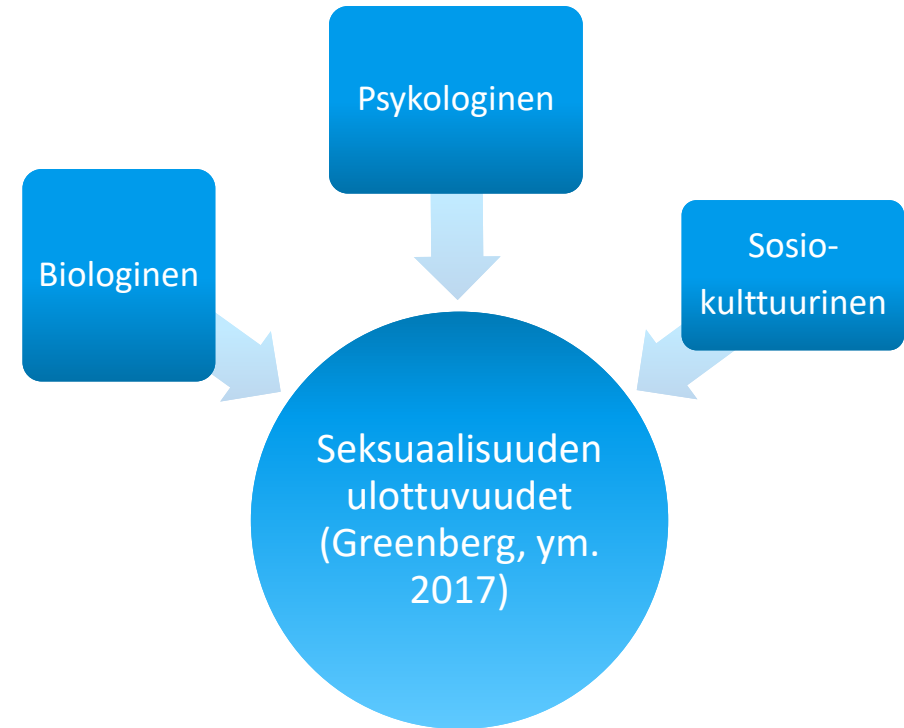 Psykologinen
Biologinen
Sosio-
kulttuurinen
Seksuaalisuuden
ulottuvuudet
(Greenberg, ym.
2017)